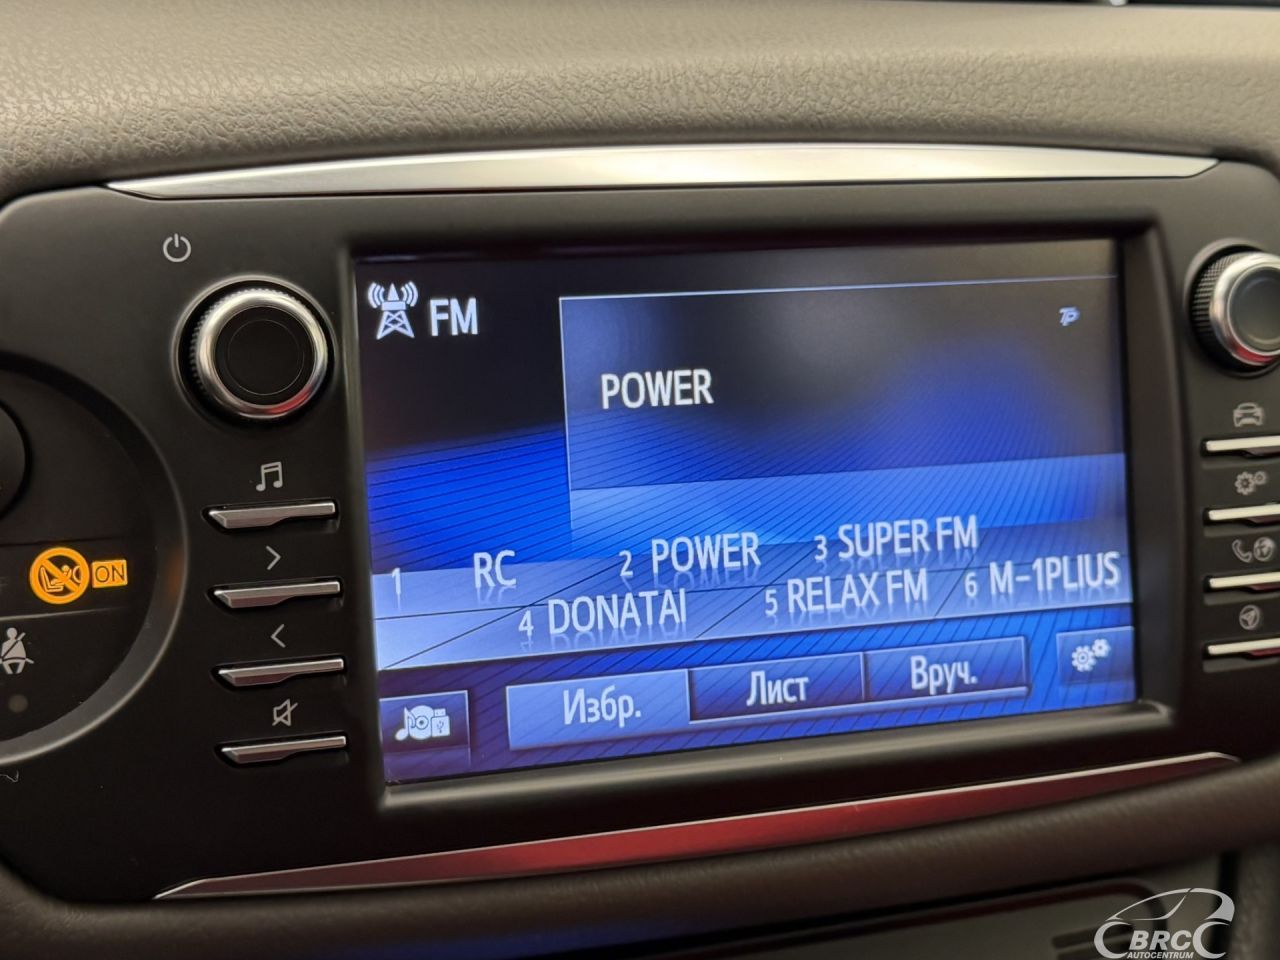 FM
TP
POWER
1 RC 2 POWER 3 SUPER FM
4 DONATAI 5 RELAX FM 6 M-1PLIUS
Избр. Лист Вруч.
ON
BRC
AUTOCENTRUM